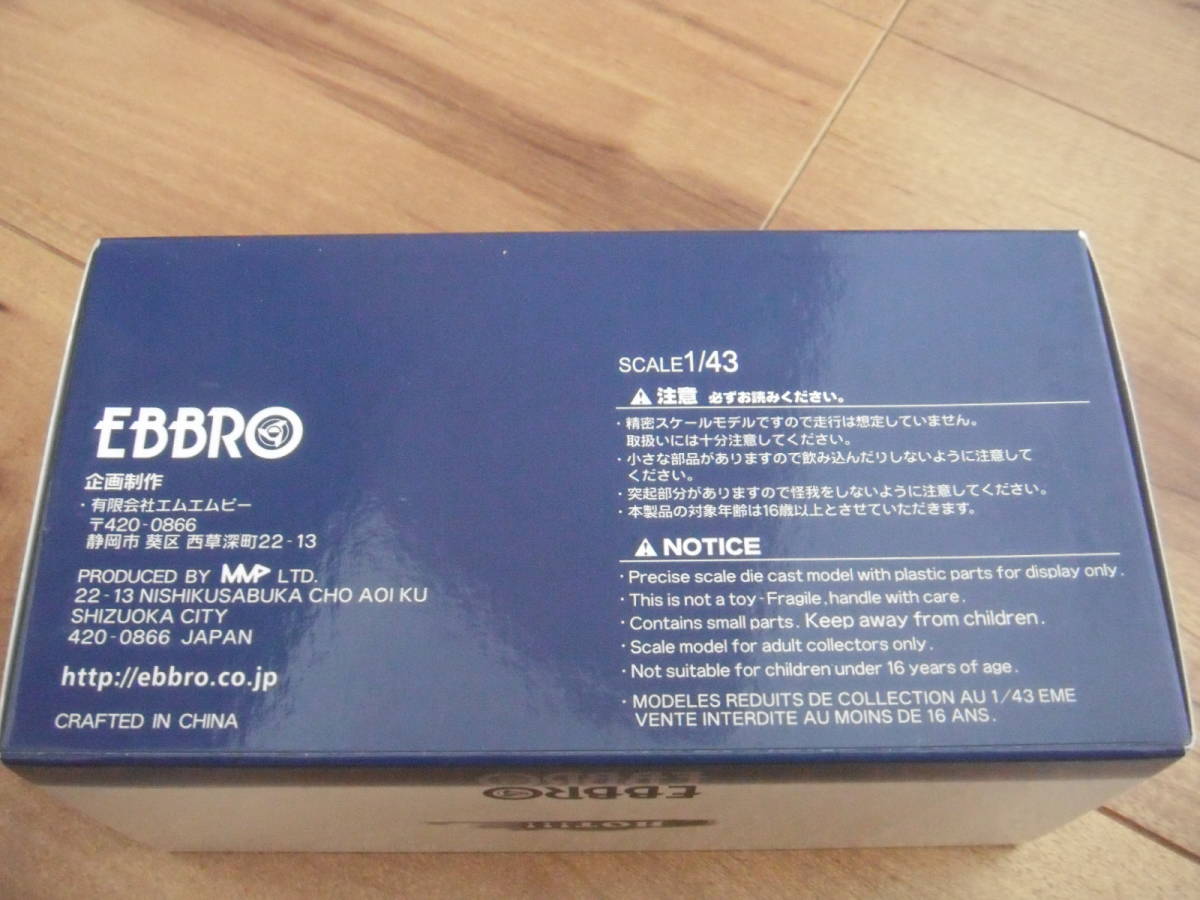 EBBRO
企画制作
・有限会社エムエムピー
〒420-0866
静岡市 葵区 西草深町22-13
PRODUCED BY MMP LTD.
22-13 NISHIKUSABUKA CHO AOI KU
SHIZUOKA CITY
420-0866 JAPAN
http://ebbro.co.jp
CRAFTED IN CHINA
SCALE1/43
注意 必ずお読みください。
・精密スケールモデルですので走行は想定していません。
取扱いには十分注意してください。
・小さな部品がありますので飲み込んだりしないように注意して
ください。
・突起部分がありますので怪我をしないように注意してください。
・本製品の対象年齢は16歳以上とさせていただきます。
NOTICE
・Precise scale die cast model with plastic parts for display only.
・This is not a toy-Fragile, handle with care.
・Contains small parts. Keep away from children.
・Scale model for adult collectors only.
・Not suitable for children under 16 years of age.
・MODELES REDUITS DE COLLECTION AU 1/43 EME
VENTE INTERDITE AU MOINS DE 16 ANS.
EBBRO